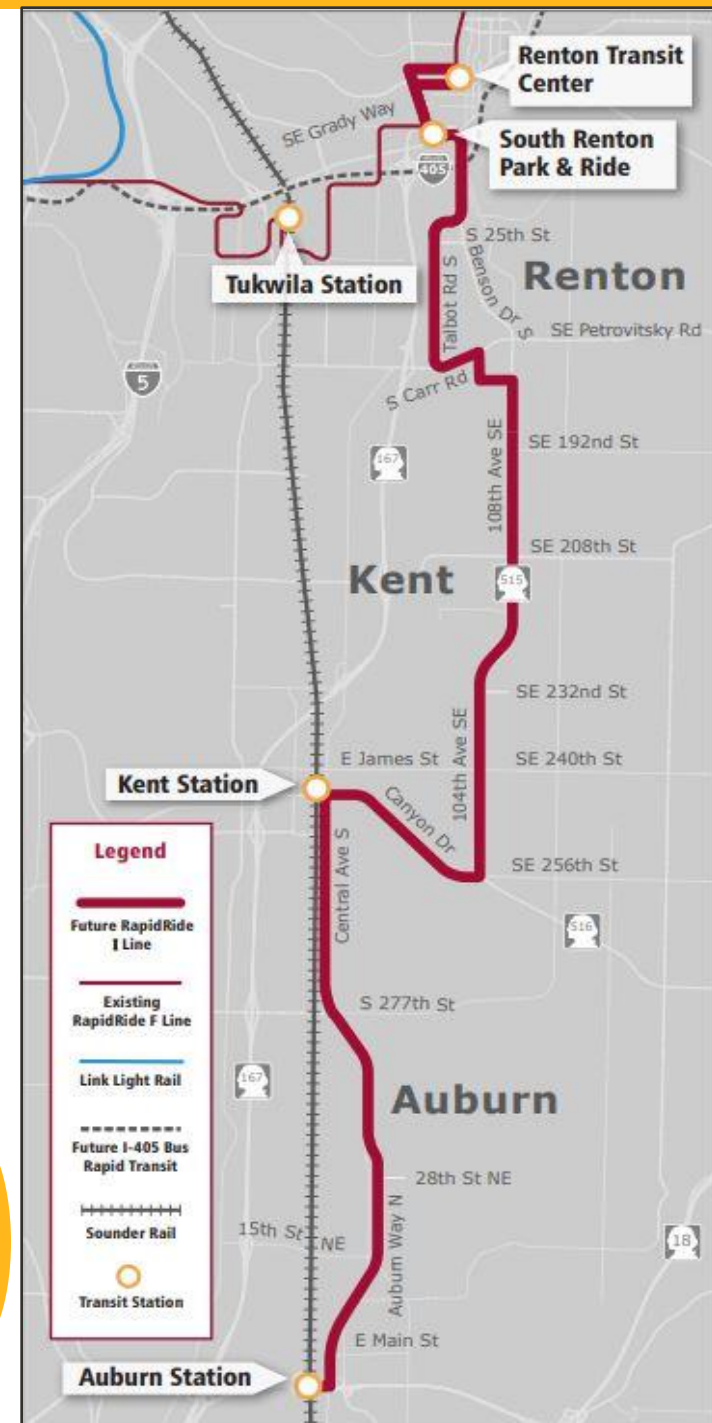 Renton Transit
Center
SE Grady Way
South Renton
Park & Ride
405
S 25th St
Tukwila Station
Talbot Rd S
Benson Dr S
Renton
SE Petrovitsky Rd
5
S Carr Rd
167
108th Ave SE
SE 192nd St
SE 208th St
Kent
515
SE 232nd St
104th Ave SE
E James St
SE 240th St
Kent Station
Canyon Dr
Central Ave S
SE 256th St
516
Legend
Future RapidRide
I Line
Existing
RapidRide F Line
Link Light Rail
Future I-405 Bus
Rapid Transit
Sounder Rail
Transit Station
S 277th St
167
Auburn
28th St NE
15th St NE
Auburn Way N
18
E Main St
Auburn Station